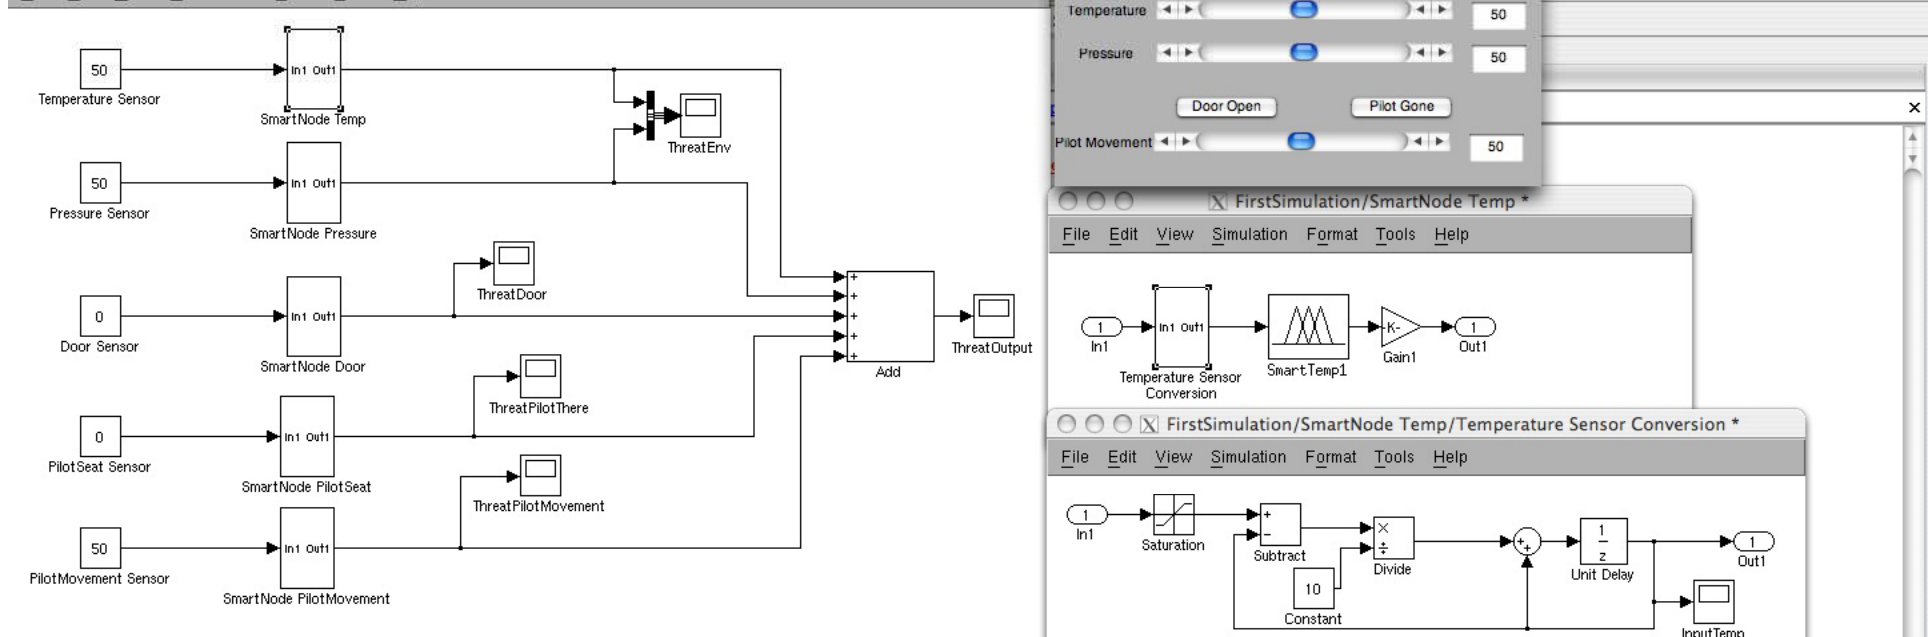 50
Temperature Sensor
In1 Out1
SmartNode Temp
ThreatEnv
50
Pressure Sensor
In1 Out1
SmartNode Pressure
ThreatDoor
0
Door Sensor
In1 Out1
SmartNode Door
+
+
+
+
+
Add
ThreatOutput
ThreatPilotThere
0
PilotSeat Sensor
In1 Out1
SmartNode PilotSeat
ThreatPilotMovement
50
PilotMovement Sensor
In1 Out1
SmartNode PilotMovement
Temperature
50
Pressure
50
Door Open
Pilot Gone
Pilot Movement
50
X FirstSimulation/SmartNode Temp *
File Edit View Simulation Format Tools Help
1
In1
In1 Out1
Temperature Sensor
Conversion
SmartTemp1
-K-
Gain1
1
Out1
X FirstSimulation/SmartNode Temp/Temperature Sensor Conversion *
File Edit View Simulation Format Tools Help
1
In1
Saturation
+
−
Subtract
×
÷
Divide
10
Constant
+
+
1
z
Unit Delay
1
Out1
InputTemp